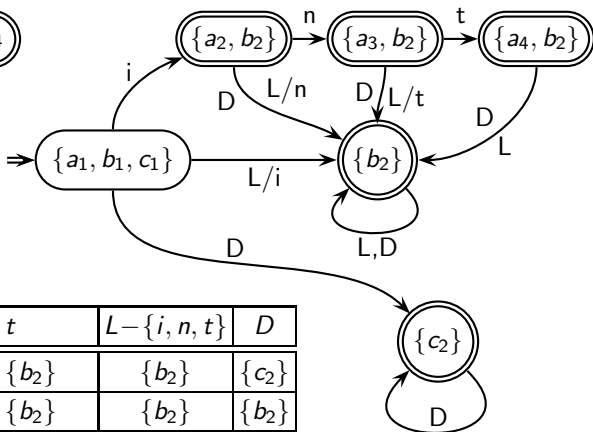 n
t
{a2, b2}
{a3, b2}
{a4, b2}
i
D
L/n
D
L/t
D
L
{a1, b1, c1}
L/i
{b2}
L,D
D
{c2}
D
t L−{i, n, t} D
{b2} {b2} {c2}
{b2} {b2} {b2}